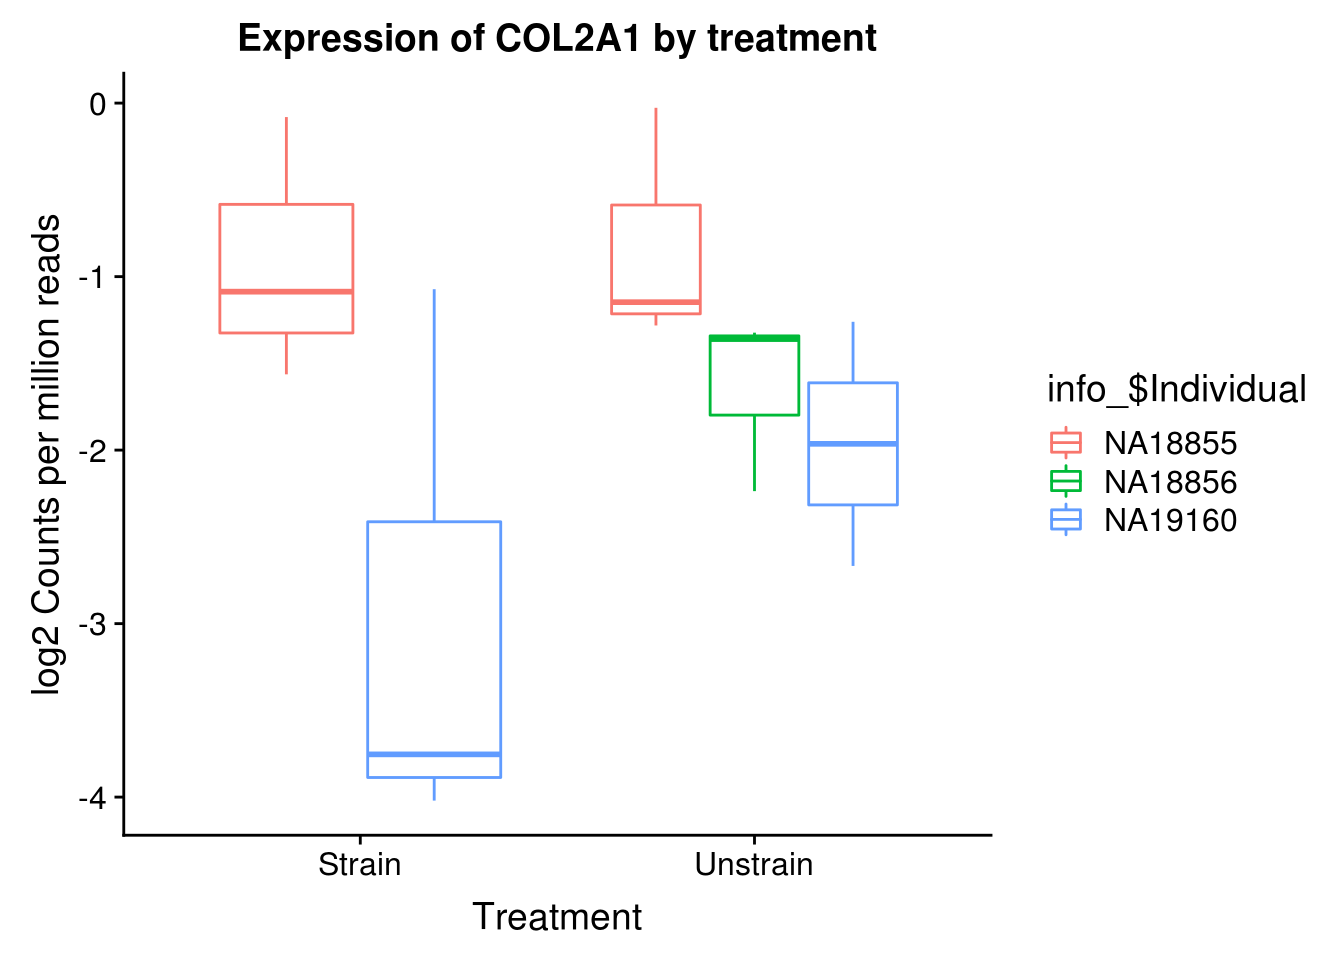 Expression of COL2A1 by treatment
log2 Counts per million reads
0
-1
-2
-3
-4
Strain
Unstrain
Treatment
info_$Individual
NA18855
NA18856
NA19160